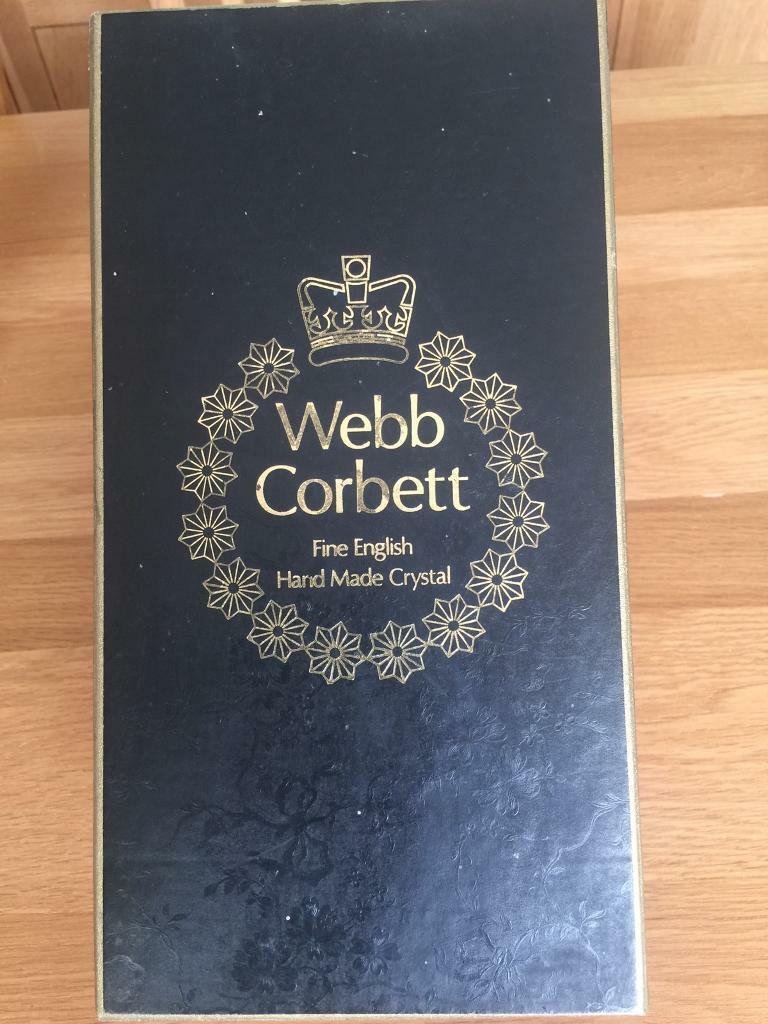 Webb
Corbett
Fine English
Hand Made Crystal